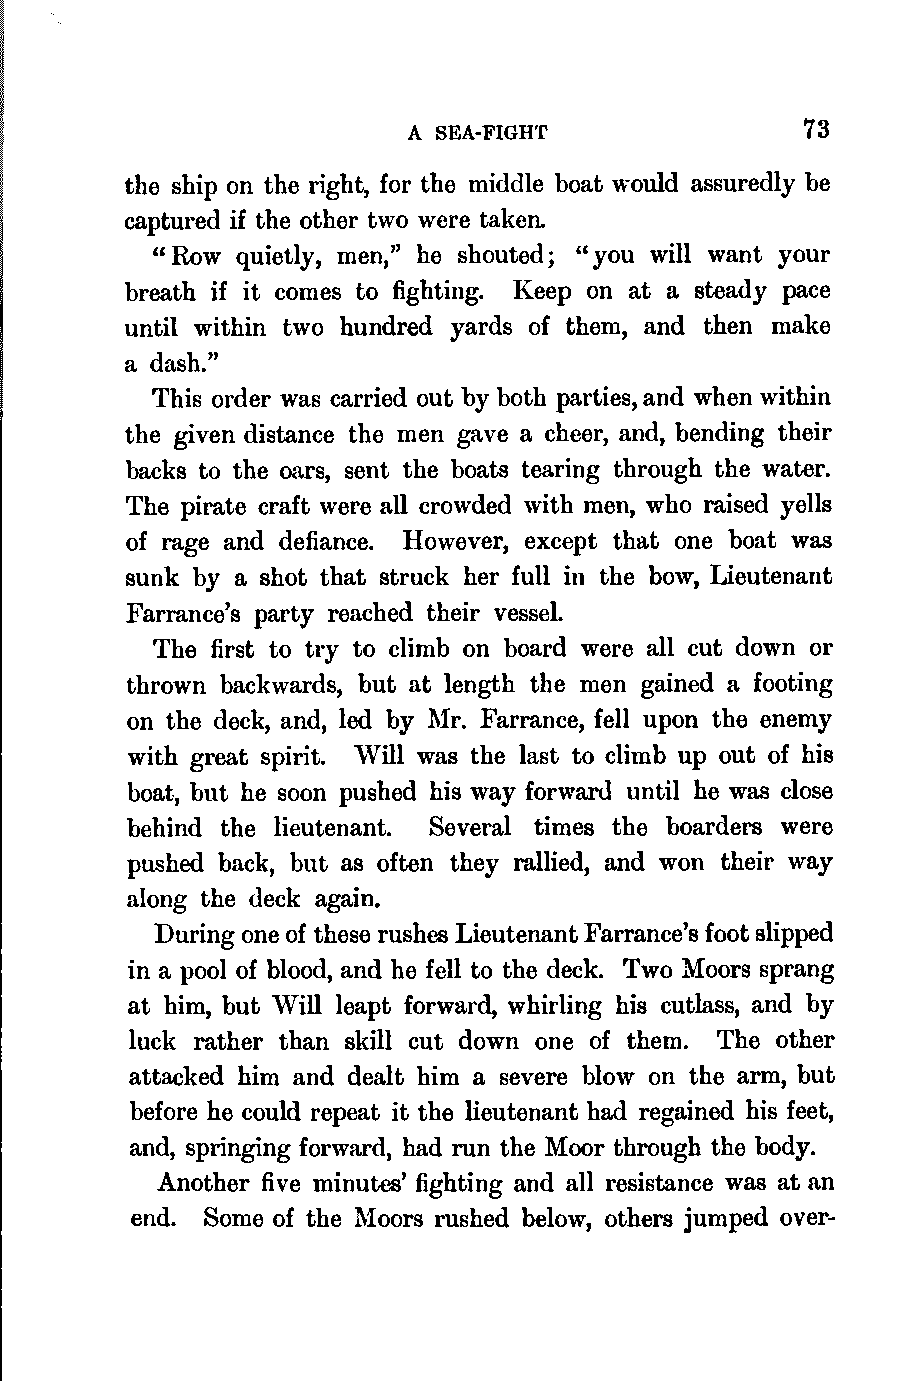 A SEA-FIGHT 73
the ship on the right, for the middle boat would assuredly be
captured if the other two were taken.
“Row quietly, men,” he shouted; “you will want your
breath if it comes to fighting. Keep on at a steady pace
until within two hundred yards of them, and then make
a dash.”
This order was carried out by both parties, and when within
the given distance the men gave a cheer, and, bending their
backs to the oars, sent the boats tearing through the water.
The pirate craft were all crowded with men, who raised yells
of rage and defiance. However, except that one boat was
sunk by a shot that struck her full in the bow, Lieutenant
Farrance’s party reached their vessel.
The first to try to climb on board were all cut down or
thrown backwards, but at length the men gained a footing
on the deck, and, led by Mr. Farrance, fell upon the enemy
with great spirit. Will was the last to climb up out of his
boat, but he soon pushed his way forward until he was close
behind the lieutenant. Several times the boarders were
pushed back, but as often they rallied, and won their way
along the deck again.
During one of these rushes Lieutenant Farrance’s foot slipped
in a pool of blood, and he fell to the deck. Two Moors sprang
at him, but Will leapt forward, whirling his cutlass, and by
luck rather than skill cut down one of them. The other
attacked him and dealt him a severe blow on the arm, but
before he could repeat it the lieutenant had regained his feet,
and, springing forward, had run the Moor through the body.
Another five minutes’ fighting and all resistance was at an
end. Some of the Moors rushed below, others jumped over-